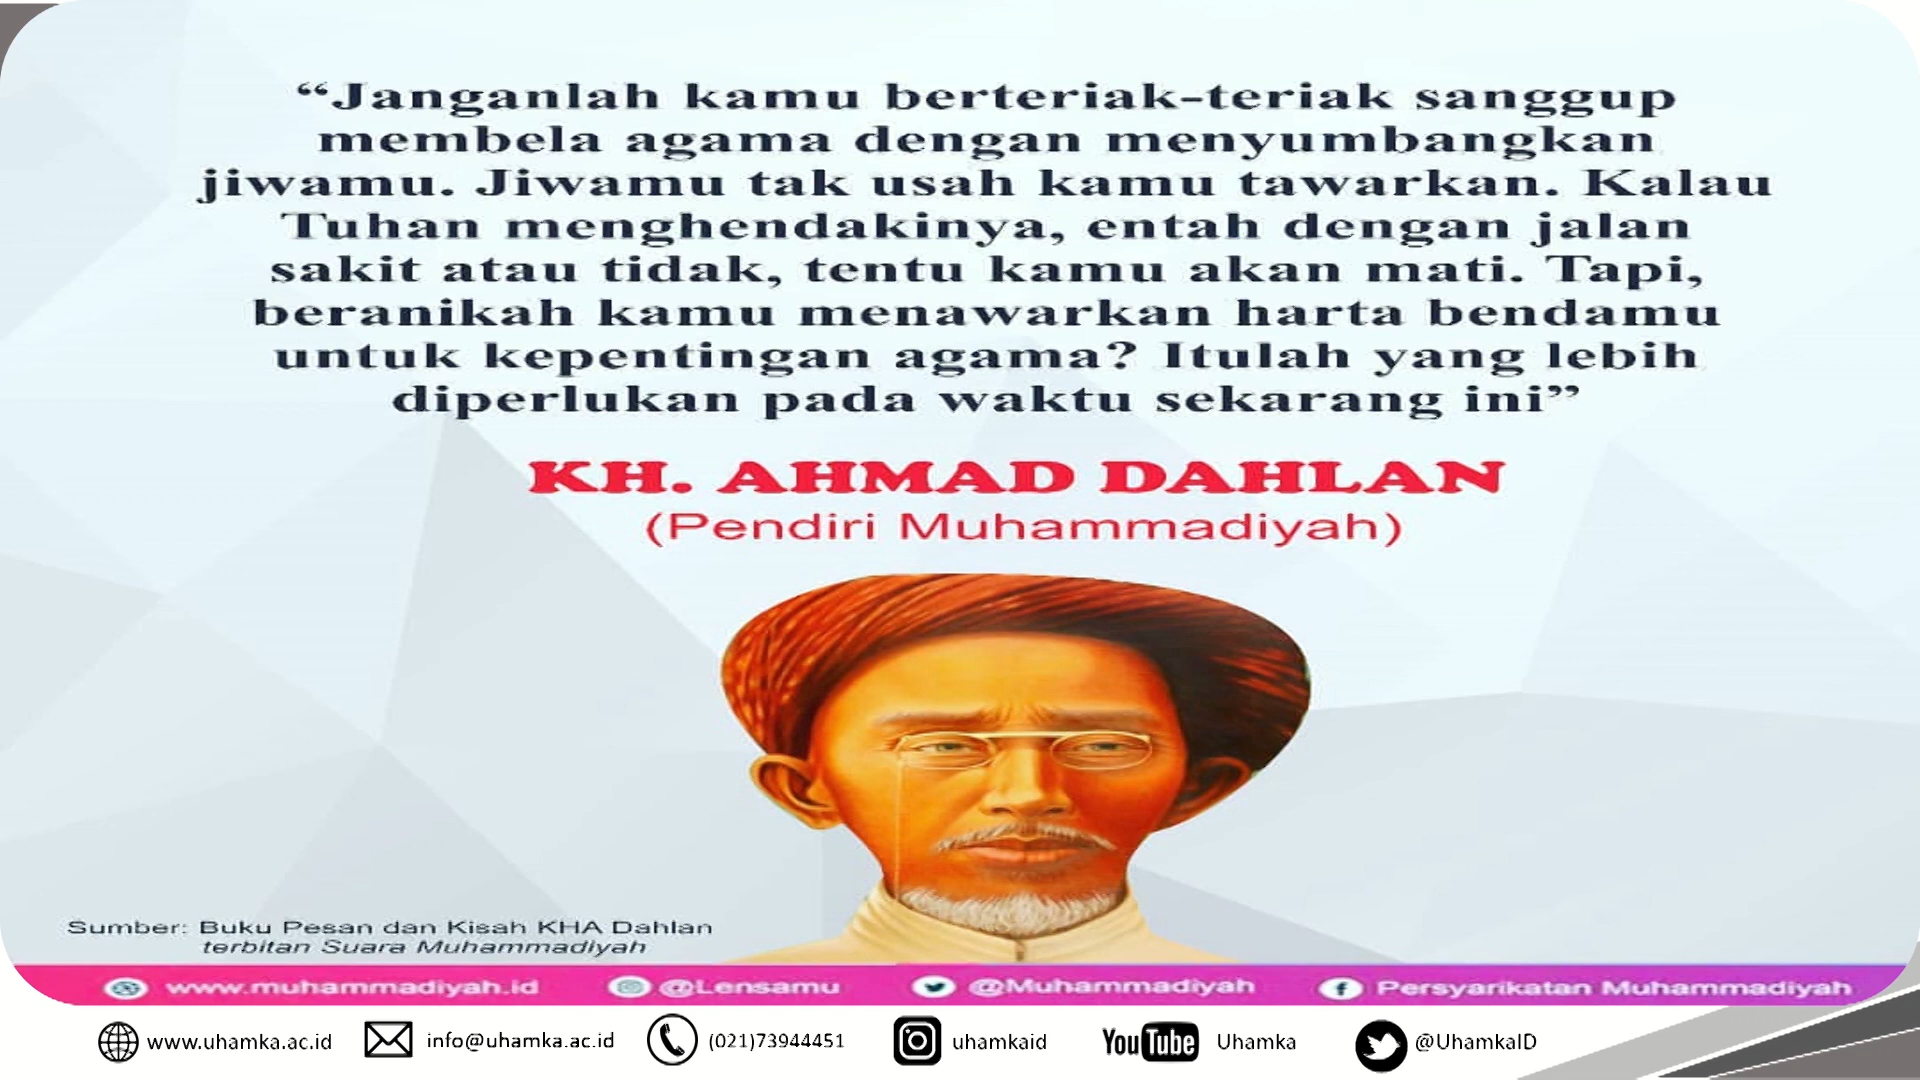 “Janganlah kamu berteriak-teriak sanggup
membela agama dengan menyumbangkan
jiwamu. Jiwamu tak usah kamu tawarkan. Kalau
Tuhan menghendakinya, entah dengan jalan
sakit atau tidak, tentu kamu akan mati. Tapi,
beranikah kamu menawarkan harta bendamu
untuk kepentingan agama? Itulah yang lebih
diperlukan pada waktu sekarang ini”
KH. AHMAD DAHLAN
(Pendiri Muhammadiyah)
Sumber: Buku Pesan dan Kisah KHA Dahlan
terbitan Suara Muhammadiyah
www.muhammadiyah.id @Lensamu @Muhammadiyah Persyarikatan Muhammadiyah
www.uhamka.ac.id info@uhamka.ac.id (021)73944451 uhamkaid YouTube Uhamka @UhamkaID